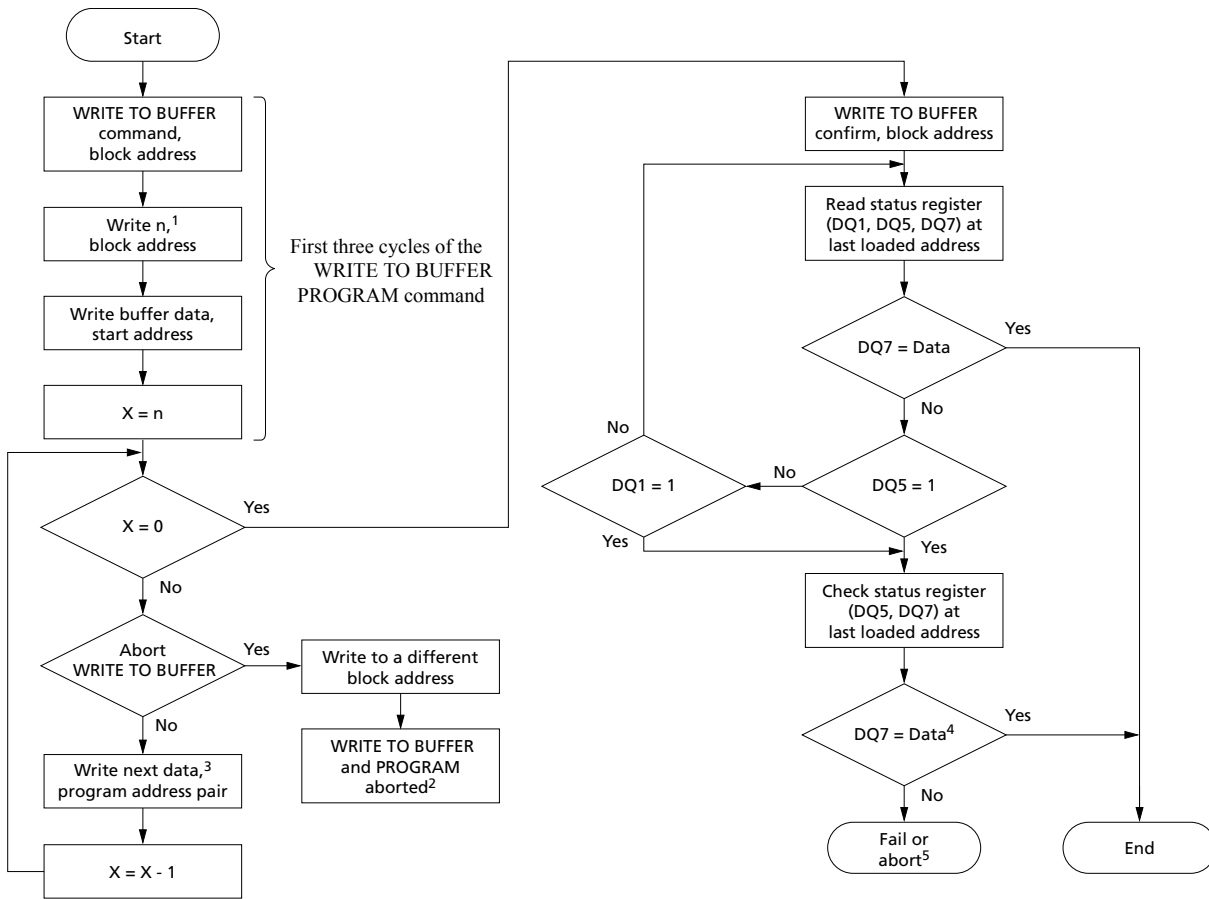 Start
WRITE TO BUFFER
command,
block address
Write n,1
block address
Write buffer data,
start address
X = n
First three cycles of the
WRITE TO BUFFER
PROGRAM command
X = 0
Yes
No
Abort
WRITE TO BUFFER
Yes
No
Write to a different
block address
WRITE TO BUFFER
and PROGRAM
aborted2
Write next data,3
program address pair
X = X - 1
WRITE TO BUFFER
confirm, block address
Read status register
(DQ1, DQ5, DQ7) at
last loaded address
DQ7 = Data
Yes
No
DQ5 = 1
No
Yes
DQ1 = 1
No
Yes
Check status register
(DQ5, DQ7) at
last loaded address
DQ7 = Data4
Yes
No
Fail or
abort5
End